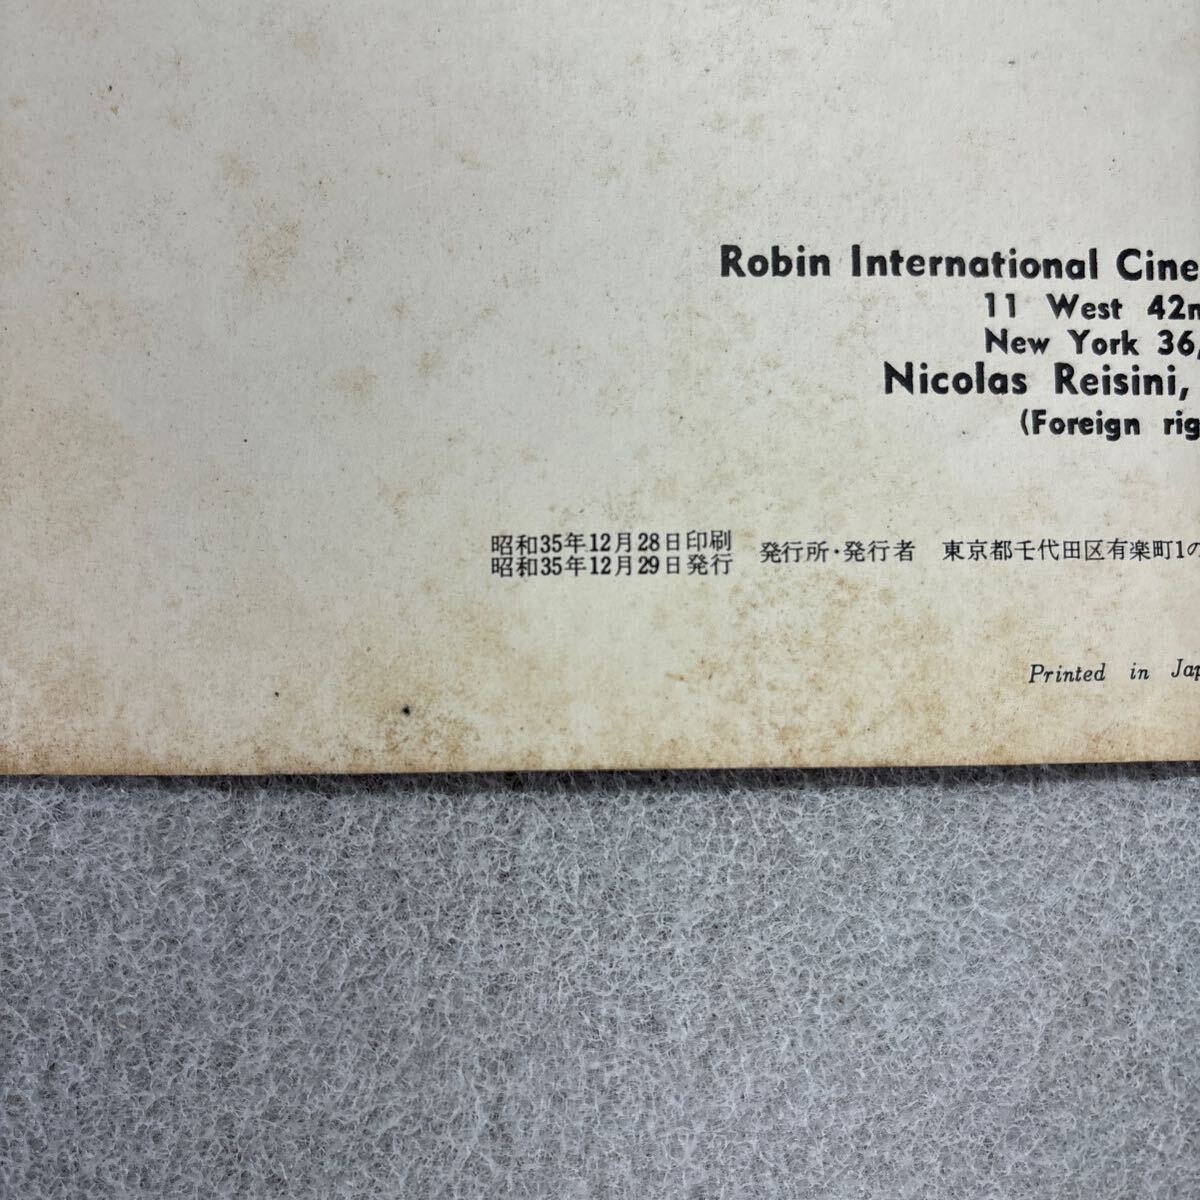 Robin International Cine
11 West 42n
New York 36,
Nicolas Reisini,
(Foreign rig
昭和35年12月28日印刷
昭和35年12月29日発行
発行所・発行者 東京都千代田区有楽町1の
Printed in Jap